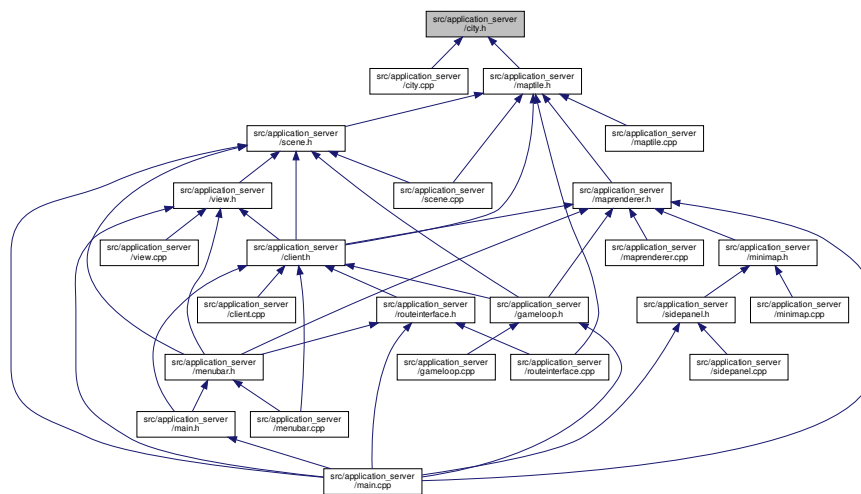 src/application_server
/city.h
src/application_server
/city.cpp
src/application_server
/maptile.h
src/application_server
/scene.h
src/application_server
/maptile.cpp
src/application_server
/view.h
src/application_server
/scene.cpp
src/application_server
/maprenderer.h
src/application_server
/view.cpp
src/application_server
/client.h
src/application_server
/maprenderer.cpp
src/application_server
/minimap.h
src/application_server
/client.cpp
src/application_server
/routeinterface.h
src/application_server
/gameloop.h
src/application_server
/sidepanel.h
src/application_server
/minimap.cpp
src/application_server
/menubar.h
src/application_server
/gameloop.cpp
src/application_server
/routeinterface.cpp
src/application_server
/sidepanel.cpp
src/application_server
/main.h
src/application_server
/menubar.cpp
src/application_server
/main.cpp